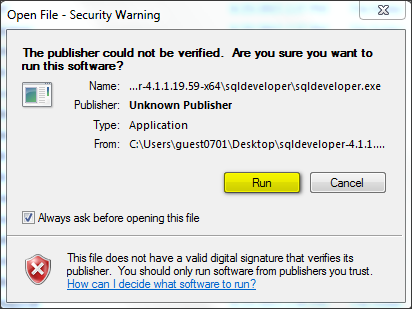 Open File - Security Warning
The publisher could not be verified.  Are you sure you want to
run this software?
Name: ...r-4.1.1.19.59-x64\sqldeveloper\sqldeveloper.exe
Publisher: Unknown Publisher
Type: Application
From: C:\Users\guest0701\Desktop\sqldeveloper-4.1.1....
Run Cancel
Always ask before opening this file
This file does not have a valid digital signature that verifies its
publisher.  You should only run software from publishers you trust.
How can I decide what software to run?